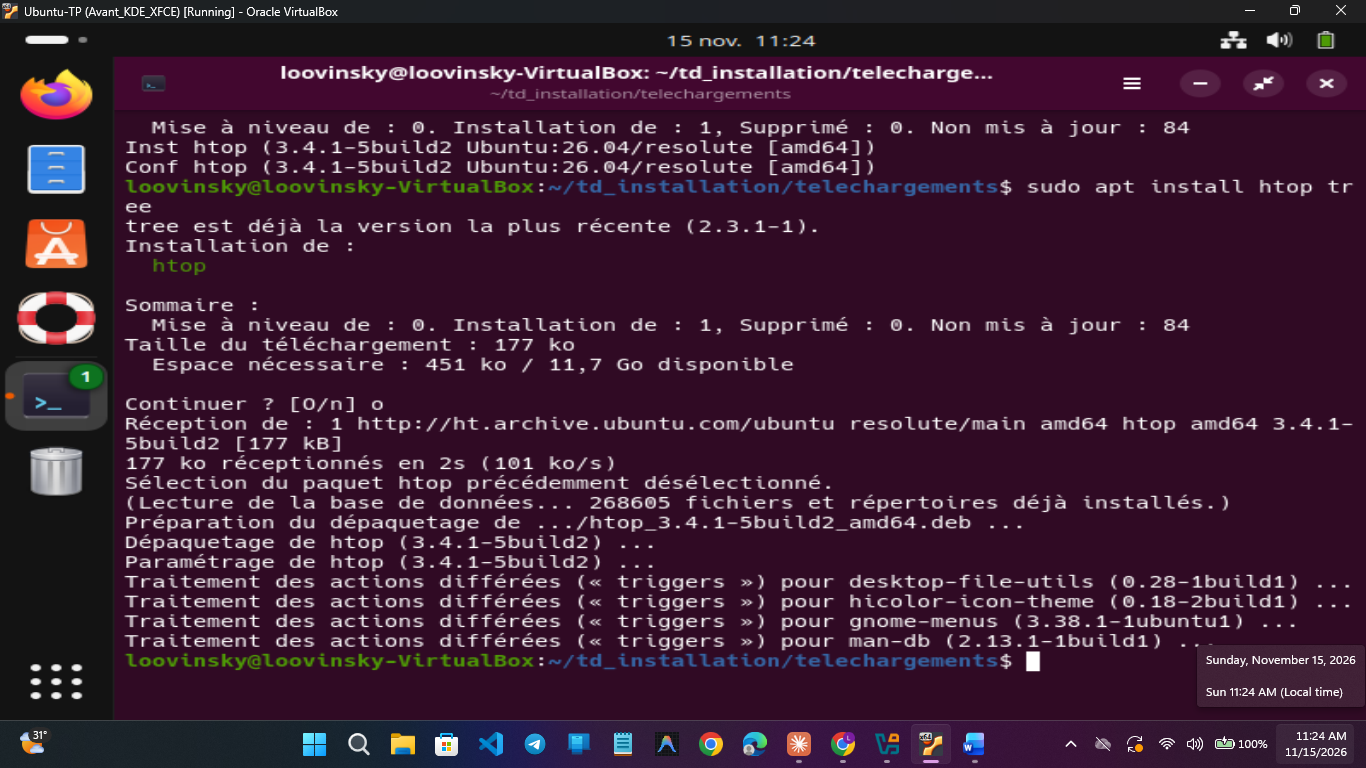 Ubuntu-TP (Avant_KDE_XFCE) [Running] - Oracle VirtualBox
15 nov. 11:24
loovinsky@loovinsky-VirtualBox: ~/td_installation/telecharge...
~/td_installation/telechargements
Mise à niveau de : 0. Installation de : 1, Supprimé : 0. Non mis à jour : 84
Inst htop (3.4.1-5build2 Ubuntu:26.04/resolute [amd64])
Conf htop (3.4.1-5build2 Ubuntu:26.04/resolute [amd64])
loovinsky@loovinsky-VirtualBox:~/td_installation/telechargements$ sudo apt install htop tr
ee
tree est déjà la version la plus récente (2.3.1-1).
Installation de :
htop
Sommaire :
Mise à niveau de : 0. Installation de : 1, Supprimé : 0. Non mis à jour : 84
Taille du téléchargement : 177 ko
Espace nécessaire : 451 ko / 11,7 Go disponible
Continuer ? [O/n] o
Réception de : 1 http://ht.archive.ubuntu.com/ubuntu resolute/main amd64 htop amd64 3.4.1-
5build2 [177 kB]
177 ko réceptionnés en 2s (101 ko/s)
Sélection du paquet htop précédemment désélectionné.
(Lecture de la base de données... 268605 fichiers et répertoires déjà installés.)
Préparation du dépaquetage de .../htop_3.4.1-5build2_amd64.deb ...
Dépaquetage de htop (3.4.1-5build2) ...
Paramétrage de htop (3.4.1-5build2) ...
Traitement des actions différées (« triggers ») pour desktop-file-utils (0.28-1build1) ...
Traitement des actions différées (« triggers ») pour hicolor-icon-theme (0.18-2build1) ...
Traitement des actions différées (« triggers ») pour gnome-menus (3.38.1-1ubuntu1) ...
Traitement des actions différées (« triggers ») pour man-db (2.13.1-1build1) ...
loovinsky@loovinsky-VirtualBox:~/td_installation/telechargements$
1
Sunday, November 15, 2026
Sun 11:24 AM (Local time)
31°
100%
11:24 AM
11/15/2026